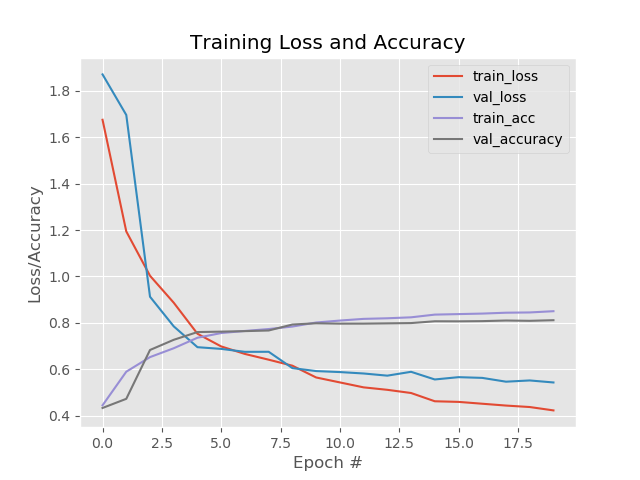 Training Loss and Accuracy
train_loss
val_loss
train_acc
val_accuracy
Loss/Accuracy
1.8
1.6
1.4
1.2
1.0
0.8
0.6
0.4
0.0 2.5 5.0 7.5 10.0 12.5 15.0 17.5
Epoch #